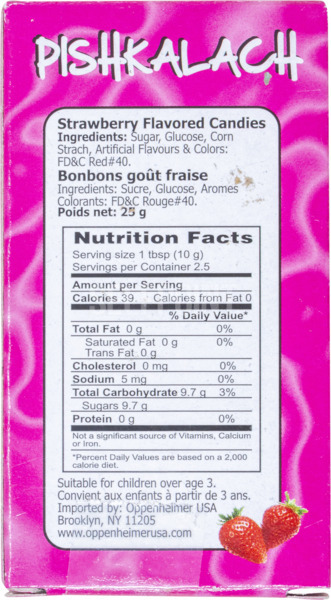 PISHKALACH
Strawberry Flavored Candies
Ingredients: Sugar, Glucose, Corn
Strach, Artificial Flavours & Colors:
FD&C Red#40.
Bonbons goût fraise
Ingredients: Sucre, Glucose, Aromes
Colorants: FD&C Rouge#40.
Poids net: 25 g
Nutrition Facts
Serving size 1 tbsp (10 g)
Servings per Container 2.5
Amount per Serving
Calories 39. Calories from Fat 0
% Daily Value*
Total Fat 0 g 0%
Saturated Fat 0 g 0%
Trans Fat 0 g
Cholesterol 0 mg 0%
Sodium 5 mg 0%
Total Carbohydrate 9.7 g 3%
Sugars 9.7 g
Protein 0 g 0%
Not a significant source of Vitamins, Calcium
or Iron.
*Percent Daily Values are based on a 2,000
calorie diet.
Suitable for children over age 3.
Convient aux enfants à partir de 3 ans.
Imported by: Oppenheimer USA
Brooklyn, NY 11205
www.oppenheimerusa.com